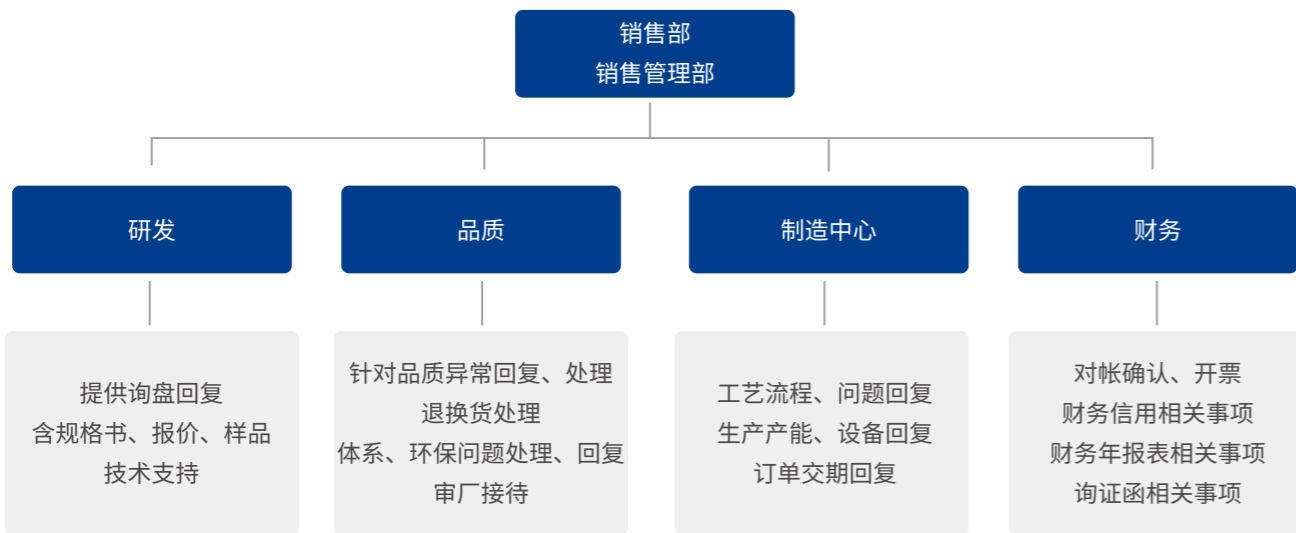 销售部
销售管理部
研发
品质
制造中心
财务
提供询盘回复
含规格书、报价、样品
技术支持
针对品质异常回复、处理
退换货处理
体系、环保问题处理、回复
审厂接待
工艺流程、问题回复
生产产能、设备回复
订单交期回复
对帐确认、开票
财务信用相关事项
财务年报表相关事项
询证函相关事项